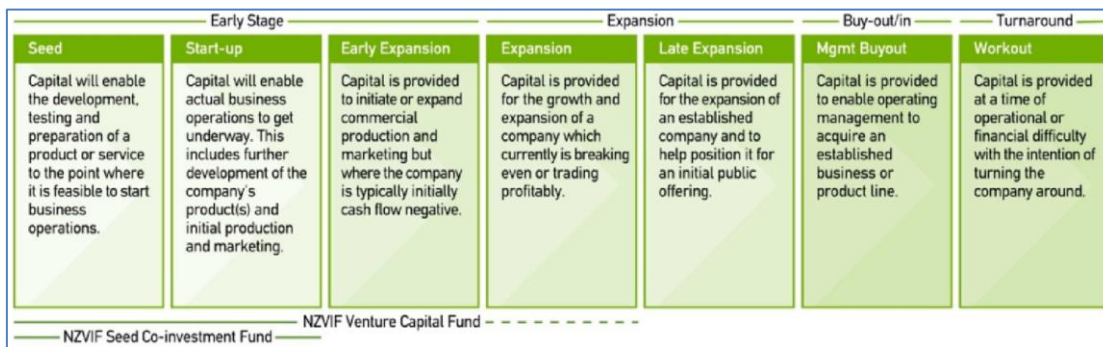 Early Stage
Expansion
Buy-out/in
Turnaround
Seed
Capital will enable
the development,
testing and
preparation of a
product or service
to the point where
it is feasible to start
business
operations.
Start-up
Capital will enable
actual business
operations to get
underway. This
includes further
development of the
company's
product(s) and
initial production
and marketing.
Early Expansion
Capital is provided
to initiate or expand
commercial
production and
marketing but
where the company
is typically initially
cash flow negative.
Expansion
Capital is provided
for the growth and
expansion of a
company which
currently is breaking
even or trading
profitably.
Late Expansion
Capital is provided
for the expansion of
an established
company and to
help position it for
an initial public
offering.
Mgmt Buyout
Capital is provided
to enable operating
management to
acquire an
established
business or
product line.
Workout
Capital is provided
at a time of
operational or
financial difficulty
with the intention of
turning the
company around.
NZVIF Venture Capital Fund
NZVIF Seed Co-investment Fund